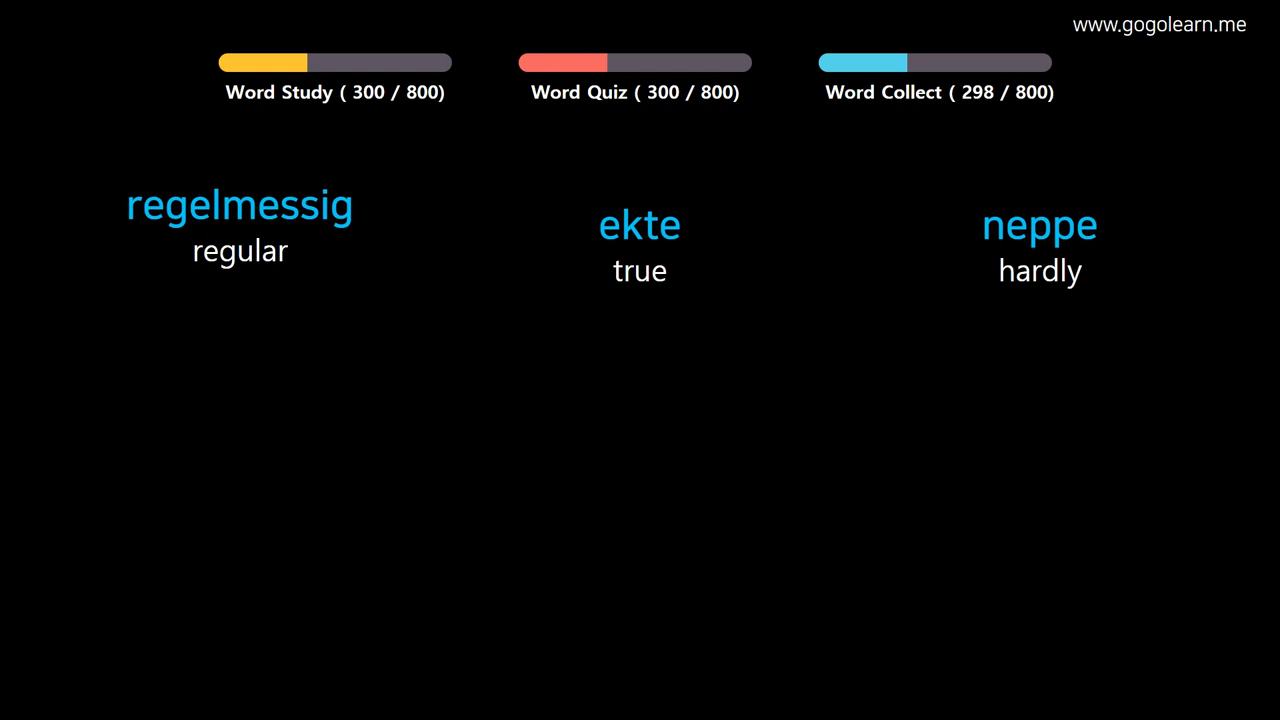 www.gogolearn.me
Word Study ( 300 / 800)
Word Quiz ( 300 / 800)
Word Collect ( 298 / 800)
regelmessig
regular
ekte
true
neppe
hardly